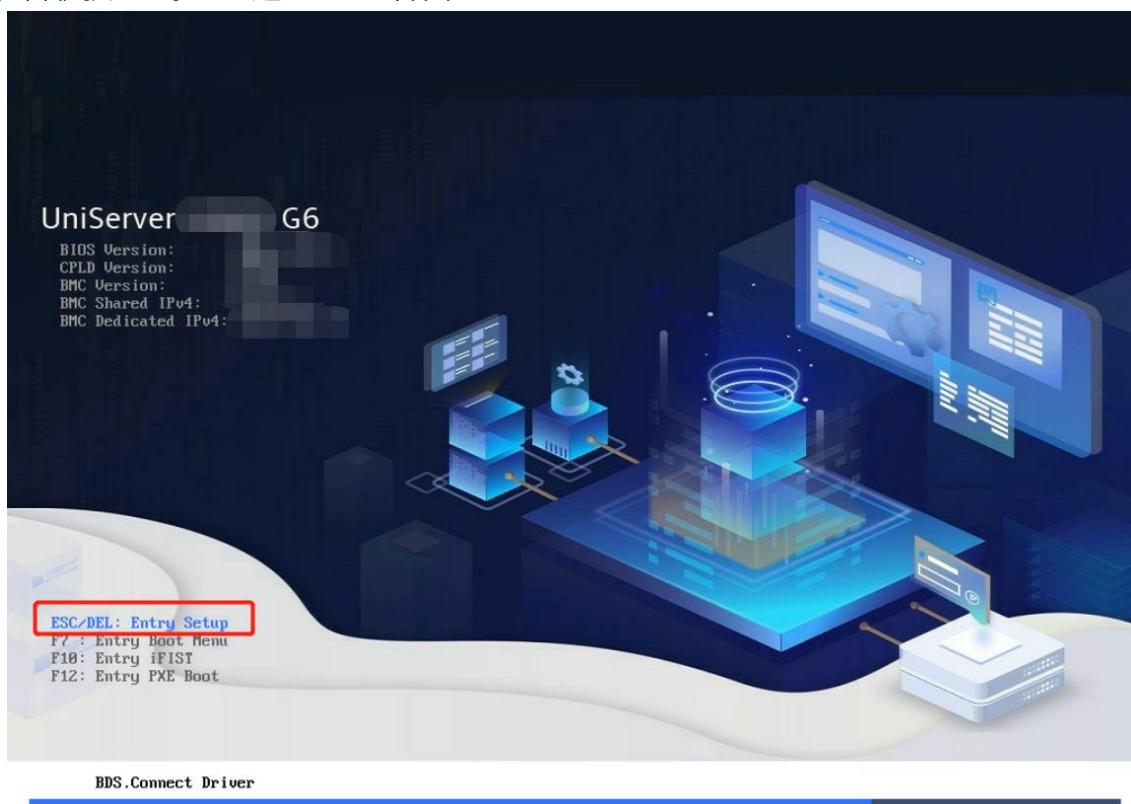 UniServer G6
BIOS Version:
CPLD Version:
BMC Version:
BMC Shared IPv4:
BMC Dedicated IPv4:
ESC/DEL: Entry Setup
F7 : Entry Boot Menu
F10: Entry iFIST
F12: Entry PXE Boot
BDS.Connect Driver